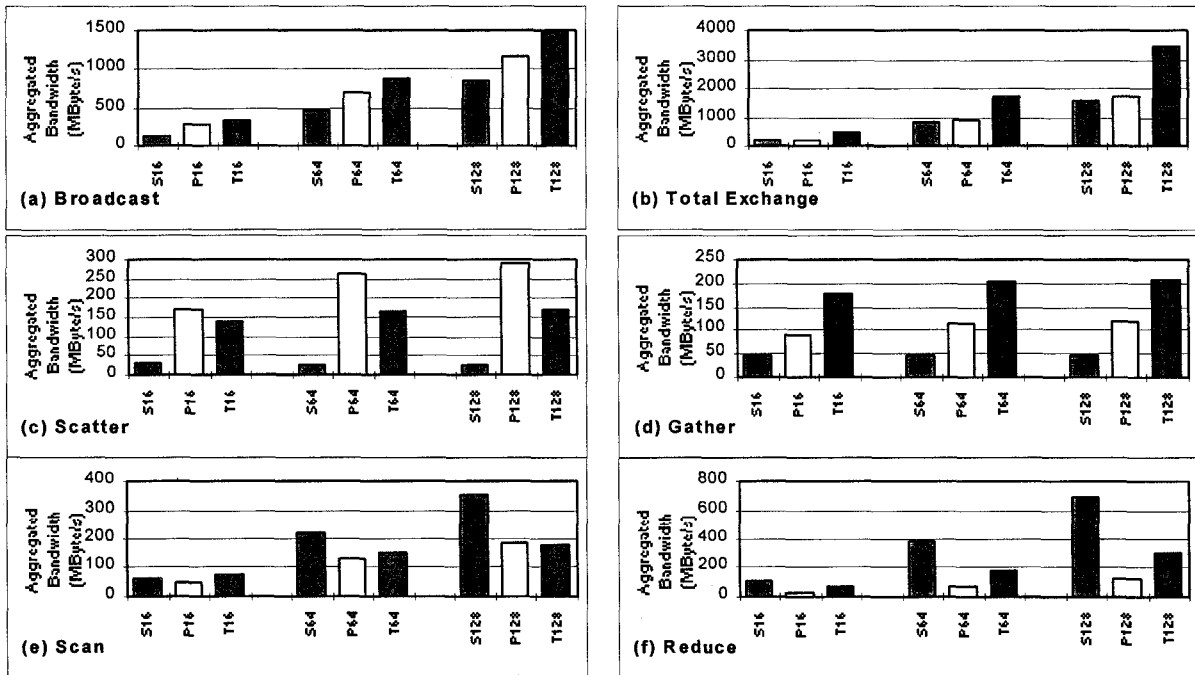 Aggregated
Bandwidth
[MByte/s]
1500
1000
500
0
S16
P16
T16
S64
P64
T64
S128
P128
T128
(a) Broadcast
Aggregated
Bandwidth
[MByte/s]
4000
3000
2000
1000
0
S16
P16
T16
S64
P64
T64
S128
P128
T128
(b) Total Exchange
Aggregated
Bandwidth
[MByte/s]
300
250
200
150
100
50
0
S16
P16
T16
S64
P64
T64
S128
P128
T128
(c) Scatter
Aggregated
Bandwidth
[MByte/s]
250
200
150
100
50
0
S16
P16
T16
S64
P64
T64
S128
P128
T128
(d) Gather
Aggregated
Bandwidth
[MByte/s]
400
300
200
100
0
S16
P16
T16
S64
P64
T64
S128
P128
T128
(e) Scan
Aggregated
Bandwidth
[MByte/s]
800
600
400
200
0
S16
P16
T16
S64
P64
T64
S128
P128
T128
(f) Reduce